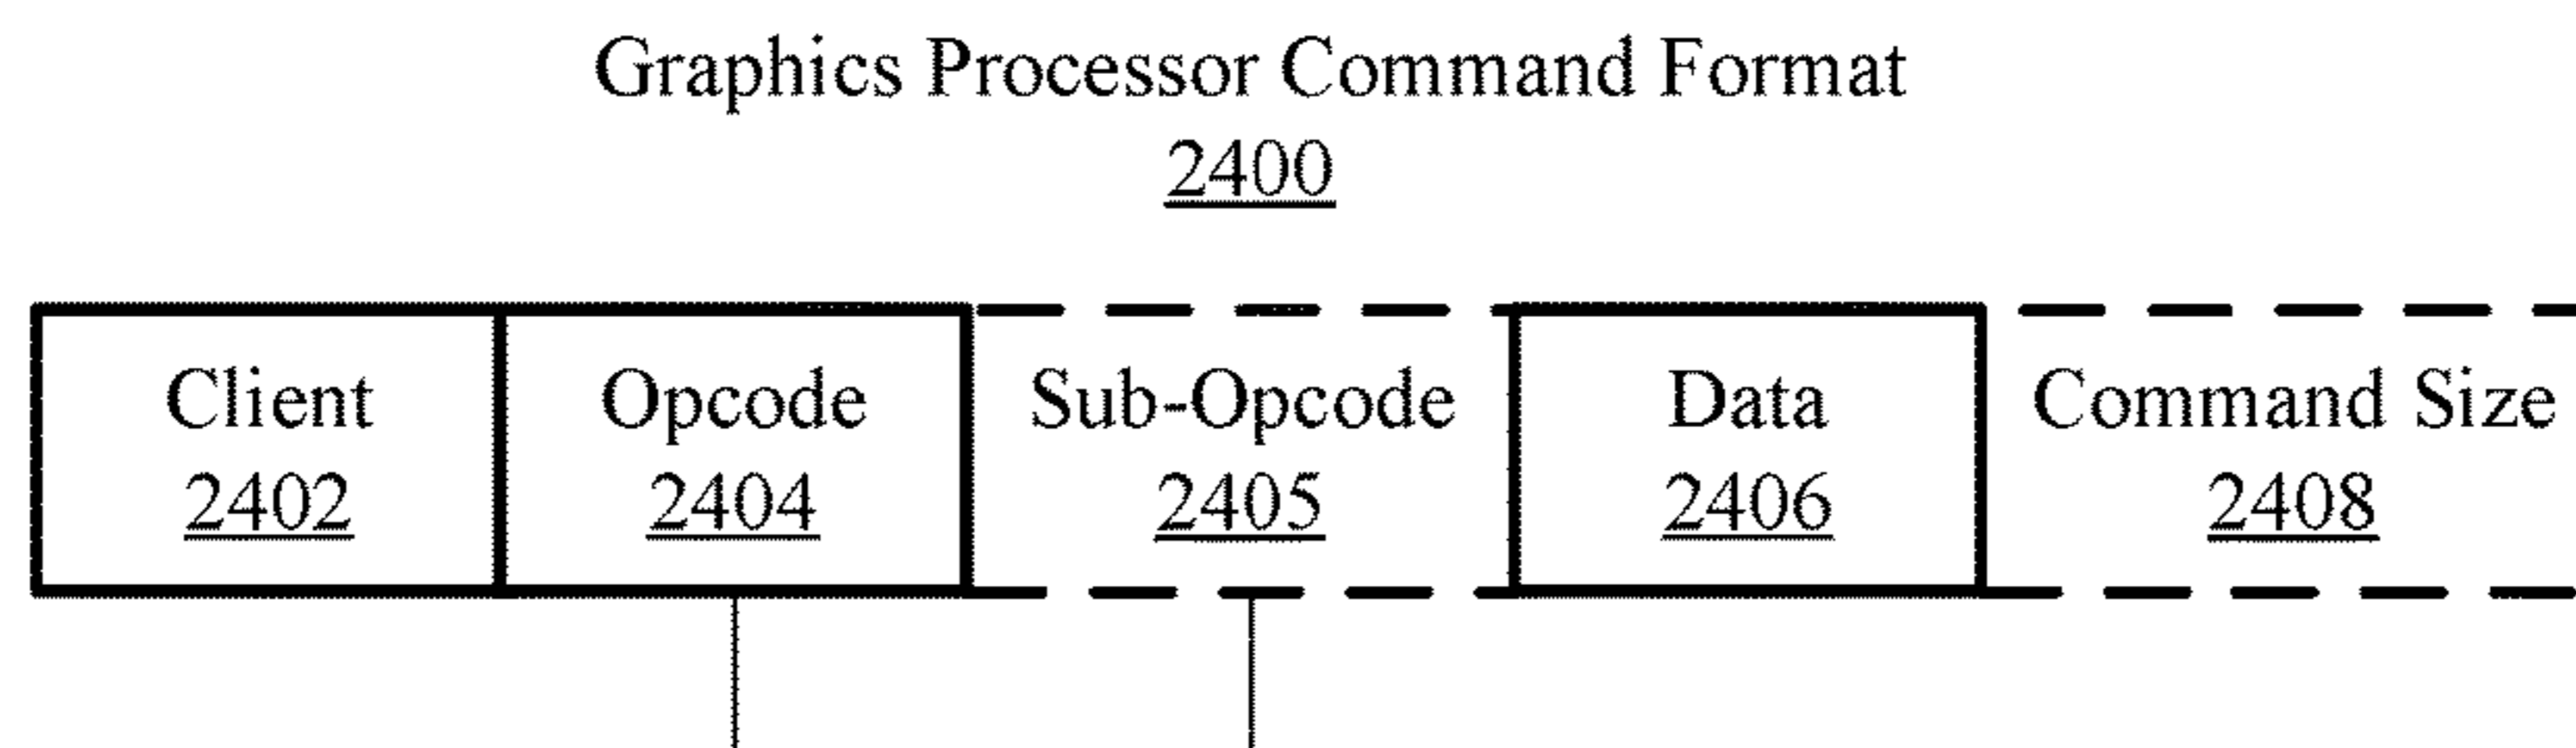 Graphics Processor Command Format
2400
Client
2402
Opcode
2404
Sub-Opcode
2405
Data
2406
Command Size
2408